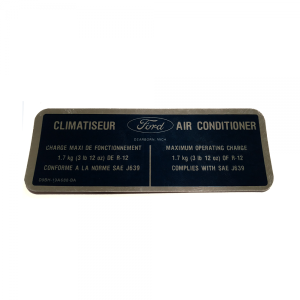 CLIMATISEUR Ford AIR CONDITIONER
DEARBORN, MICH
CHARGE MAXI DE FONCTIONNEMENT
1.7 kg (3 lb 12 oz) DE R-12
CONFORME A LA NORME SAE J639
MAXIMUM OPERATING CHARGE
1.7 kg (3 lb 12 oz) OF R-12
COMPLIES WITH SAE J639